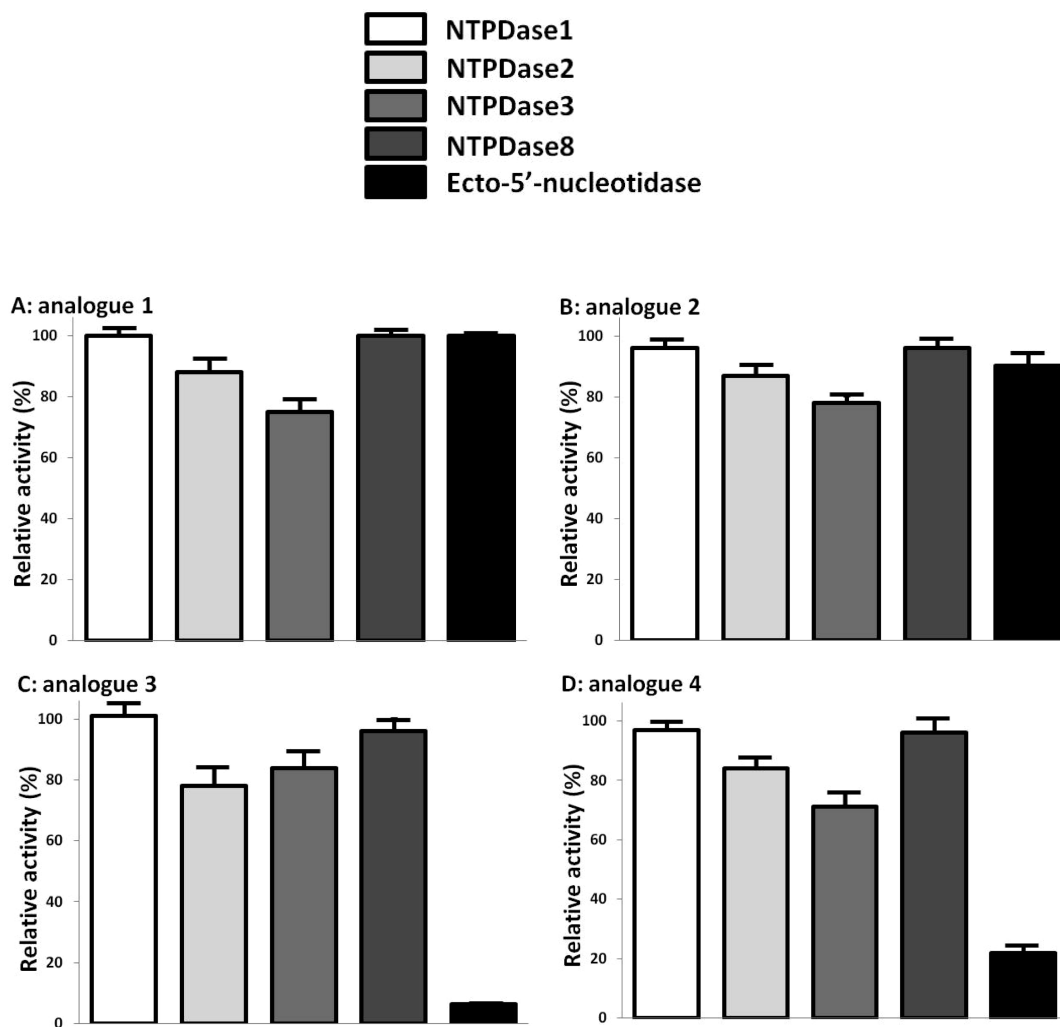 NTPDase1
NTPDase2
NTPDase3
NTPDase8
Ecto-5’-nucleotidase
A: analogue 1
Relative activity (%)
100
80
60
40
20
0
B: analogue 2
Relative activity (%)
100
80
60
40
20
0
C: analogue 3
Relative activity (%)
100
80
60
40
20
0
D: analogue 4
Relative activity (%)
100
80
60
40
20
0